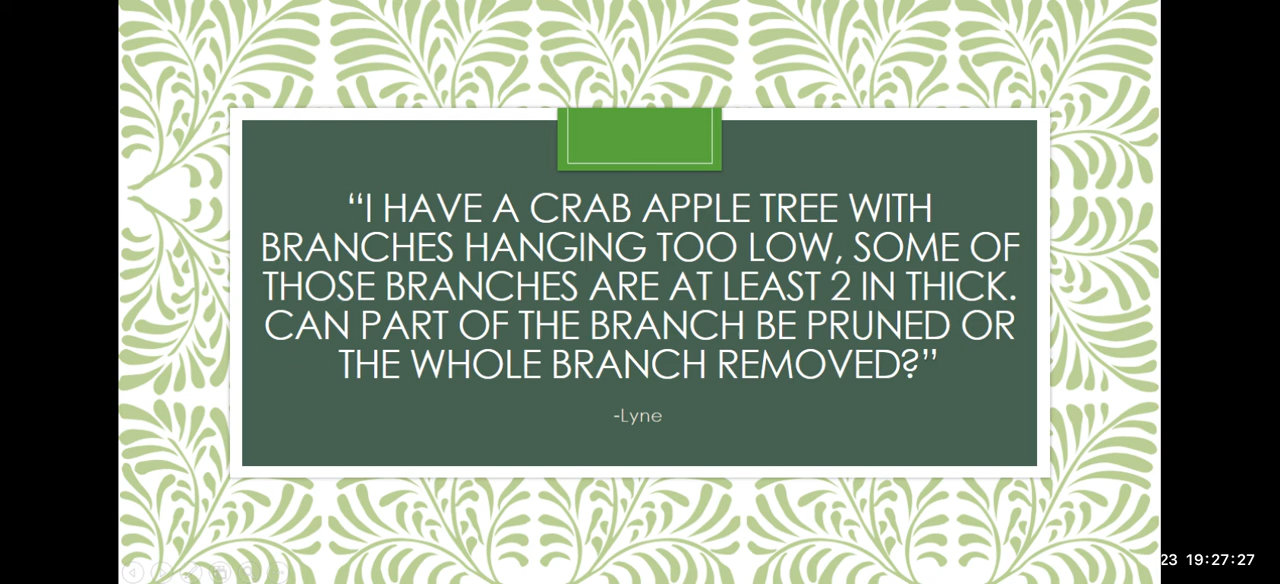 “I HAVE A CRAB APPLE TREE WITH
BRANCHES HANGING TOO LOW, SOME OF
THOSE BRANCHES ARE AT LEAST 2 IN THICK.
CAN PART OF THE BRANCH BE PRUNED OR
THE WHOLE BRANCH REMOVED?”
-Lyne
23 19:27:27